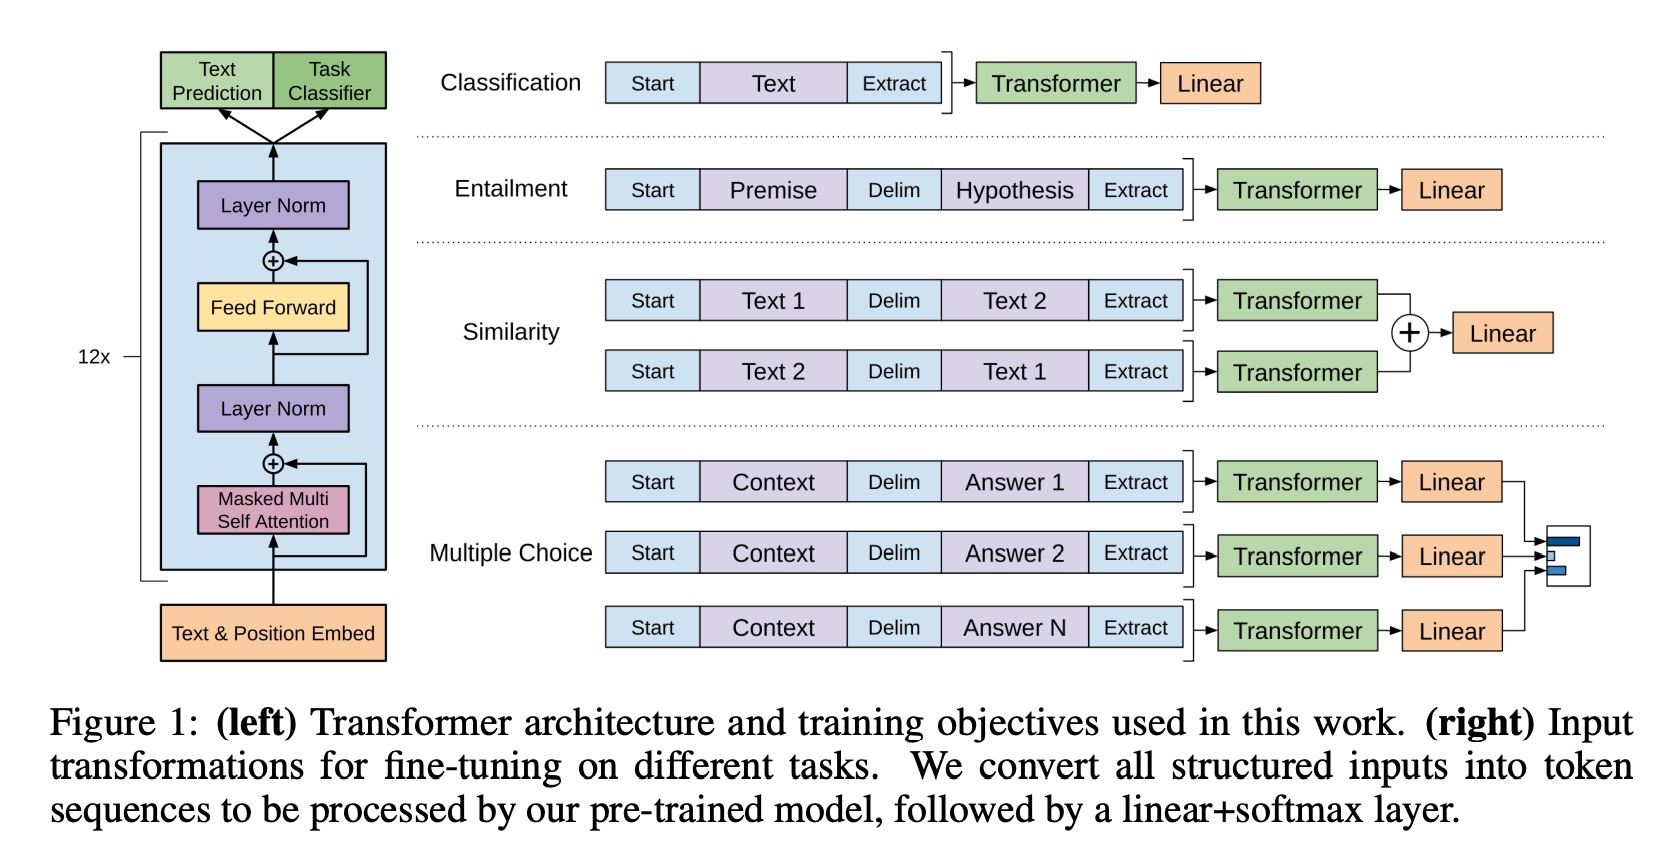 Text
Prediction
Task
Classifier
Layer Norm
+
Feed Forward
12x
Layer Norm
+
Masked Multi
Self Attention
Text & Position Embed
Classification
Start Text Extract Transformer Linear
Entailment
Start Premise Delim Hypothesis Extract Transformer Linear
Similarity
Start Text 1 Delim Text 2 Extract Transformer
+ Linear
Start Text 2 Delim Text 1 Extract Transformer
Multiple Choice
Start Context Delim Answer 1 Extract Transformer Linear
Start Context Delim Answer 2 Extract Transformer Linear
Start Context Delim Answer N Extract Transformer Linear
Figure 1: (left) Transformer architecture and training objectives used in this work. (right) Input
transformations for fine-tuning on different tasks. We convert all structured inputs into token
sequences to be processed by our pre-trained model, followed by a linear+softmax layer.